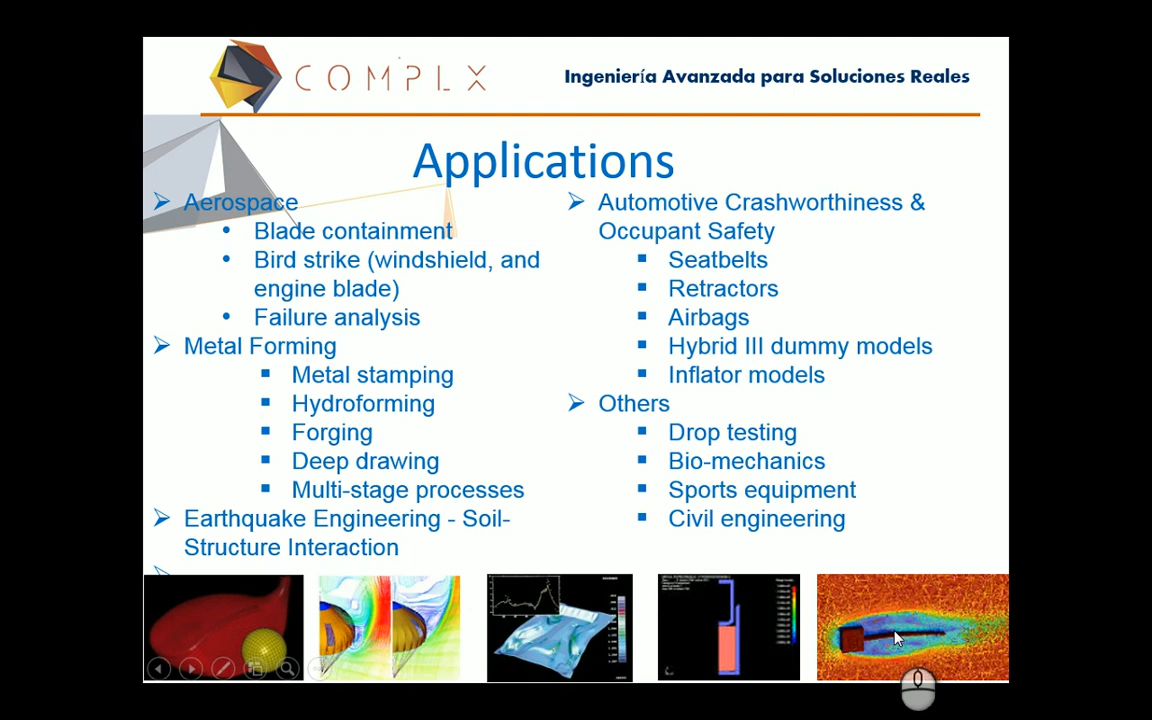 COMPLX
Ingeniería Avanzada para Soluciones Reales
Applications
Aerospace
Blade containment
Bird strike (windshield, and
engine blade)
Failure analysis
Metal Forming
Metal stamping
Hydroforming
Forging
Deep drawing
Multi-stage processes
Earthquake Engineering - Soil-
Structure Interaction
Automotive Crashworthiness &
Occupant Safety
Seatbelts
Retractors
Airbags
Hybrid III dummy models
Inflator models
Others
Drop testing
Bio-mechanics
Sports equipment
Civil engineering